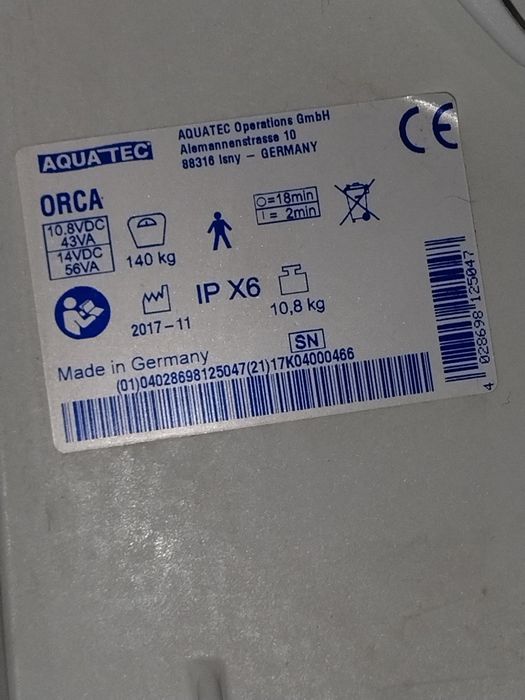 AQUATEC
AQUATEC Operations GmbH
Alemannenstrasse 10
88316 Isny – GERMANY
CE
ORCA
10.8VDC
43VA
14VDC
56VA
140 kg
O=18min
I = 2min
2017-11
IP X6
10,8 kg
Made in Germany
SN
(01)04028698125047(21)17K04000466
4 028698 125047